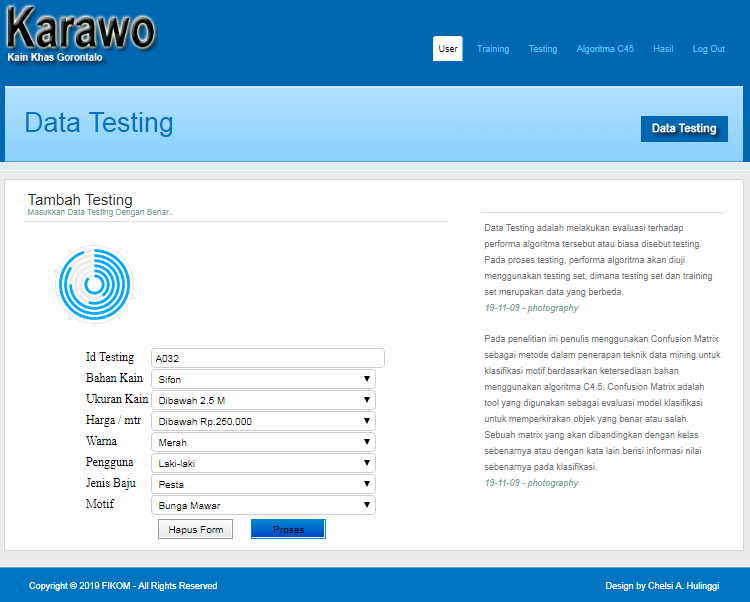 Karawo
Kain Khas Gorontalo
User Training Testing Algoritma C45 Hasil Log Out
Data Testing
Data Testing
Tambah Testing
Masukkan Data Testing Dengan Benar..
Id Testing A032
Bahan Kain Sifon
Ukuran Kain Dibawah 2.5 M
Harga / mtr Dibawah Rp.250.000
Warna Merah
Pengguna Laki-laki
Jenis Baju Pesta
Motif Bunga Mawar
Hapus Form Proses
Data Testing adalah melakukan evaluasi terhadap
performa algoritma tersebut atau biasa disebut testing.
Pada proses testing, performa algoritma akan diuji
menggunakan testing set, dimana testing set dan training
set merupakan data yang berbeda.
19-11-09 - photography
Pada penelitian ini penulis menggunakan Confusion Matrix
sebagai metode dalam penerapan teknik data mining untuk
klasifikasi motif berdasarkan ketersediaan bahan
menggunakan algoritma C4.5. Confusion Matrix adalah
tool yang digunakan sebagai evaluasi model klasifikasi
untuk memperkirakan objek yang benar atau salah.
Sebuah matrix yang akan dibandingkan dengan kelas
sebenarnya atau dengan kata lain berisi informasi nilai
sebenarnya pada klasifikasi.
19-11-09 - photography
Copyright © 2019 FIKOM - All Rights Reserved
Design by Chelsi A. Hulinggi